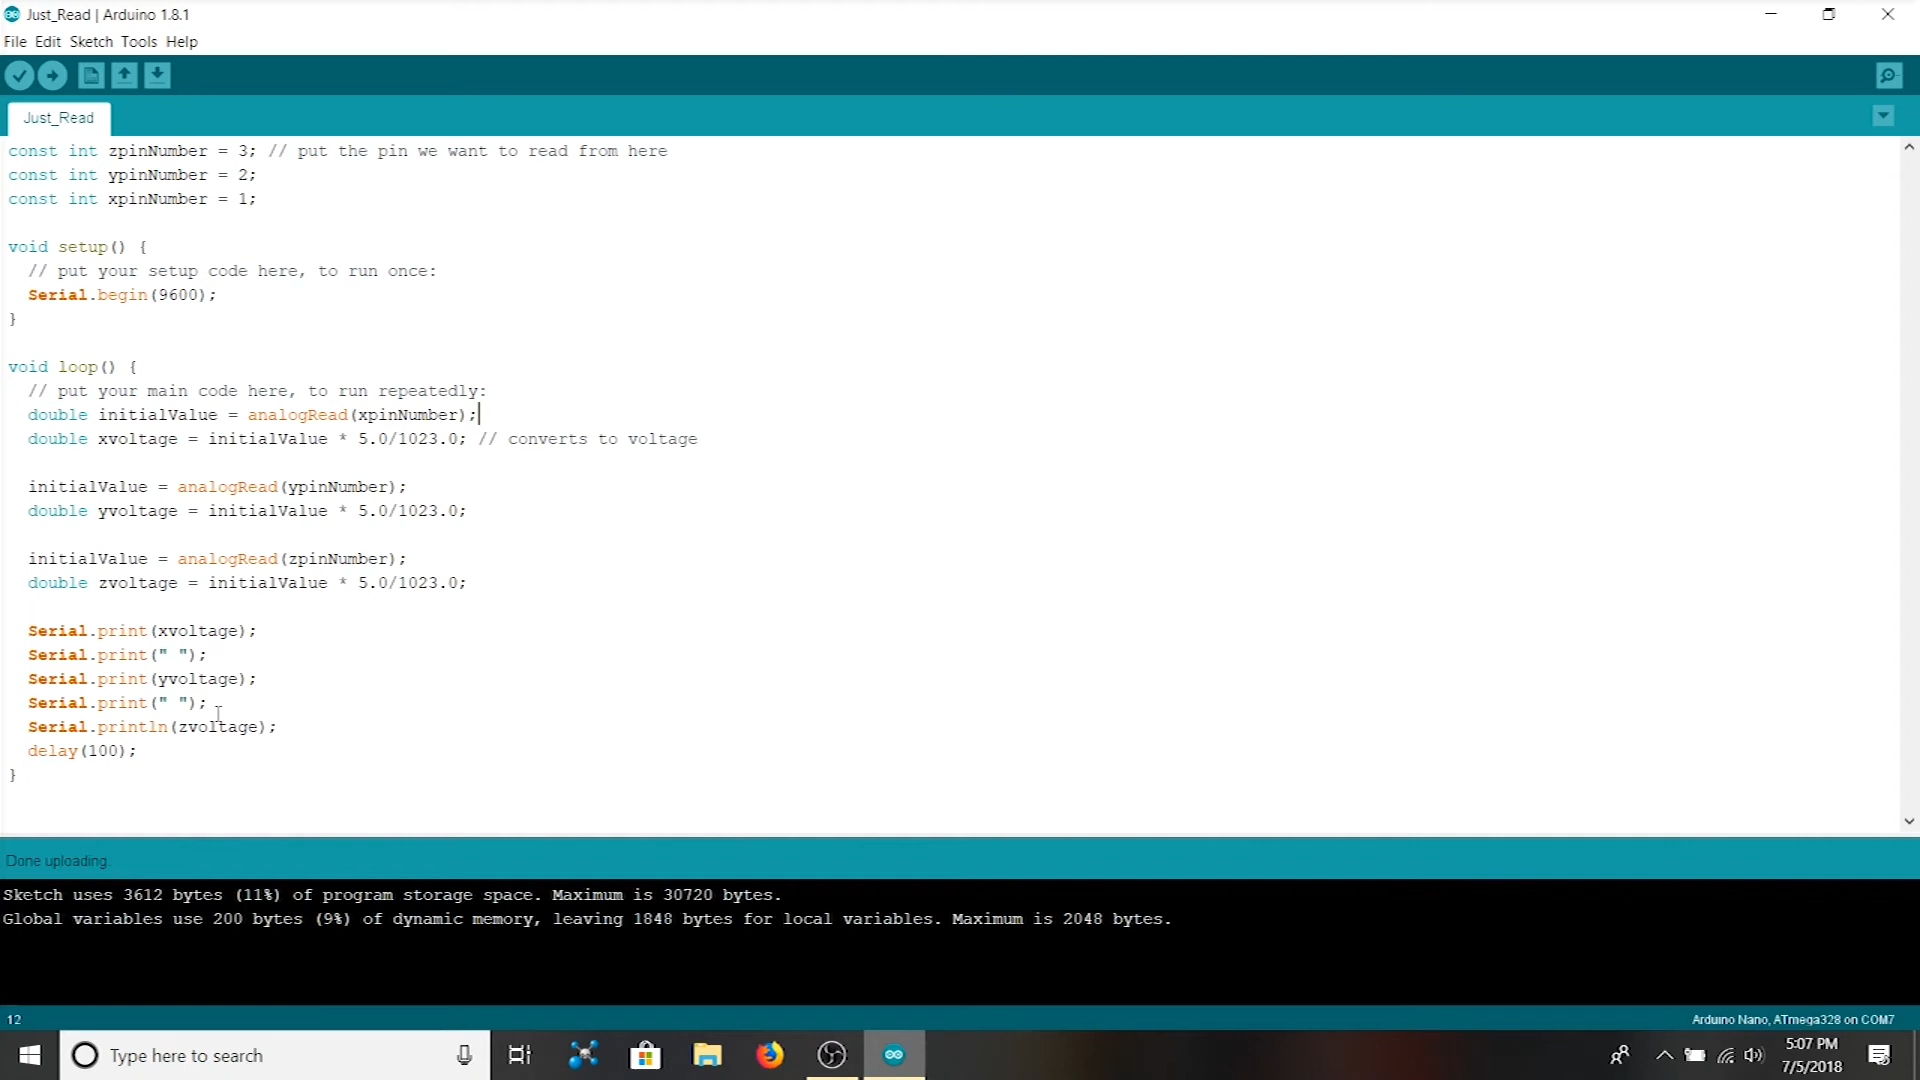 Just_Read | Arduino 1.8.1
File Edit Sketch Tools Help
Just_Read
const int zpinNumber = 3; // put the pin we want to read from here
const int ypinNumber = 2;
const int xpinNumber = 1;
void setup() {
// put your setup code here, to run once:
Serial.begin(9600);
}
void loop() {
// put your main code here, to run repeatedly:
double initialValue = analogRead(xpinNumber);
double xvoltage = initialValue * 5.0/1023.0; // converts to voltage
initialValue = analogRead(ypinNumber);
double yvoltage = initialValue * 5.0/1023.0;
initialValue = analogRead(zpinNumber);
double zvoltage = initialValue * 5.0/1023.0;
Serial.print(xvoltage);
Serial.print(" ");
Serial.print(yvoltage);
Serial.print(" ");
Serial.println(zvoltage);
delay(100);
}
Done uploading.
Sketch uses 3612 bytes (11%) of program storage space. Maximum is 30720 bytes.
Global variables use 200 bytes (9%) of dynamic memory, leaving 1848 bytes for local variables. Maximum is 2048 bytes.
12
Arduino Nano, ATmega328 on COM7
Type here to search
5:07 PM
7/5/2018